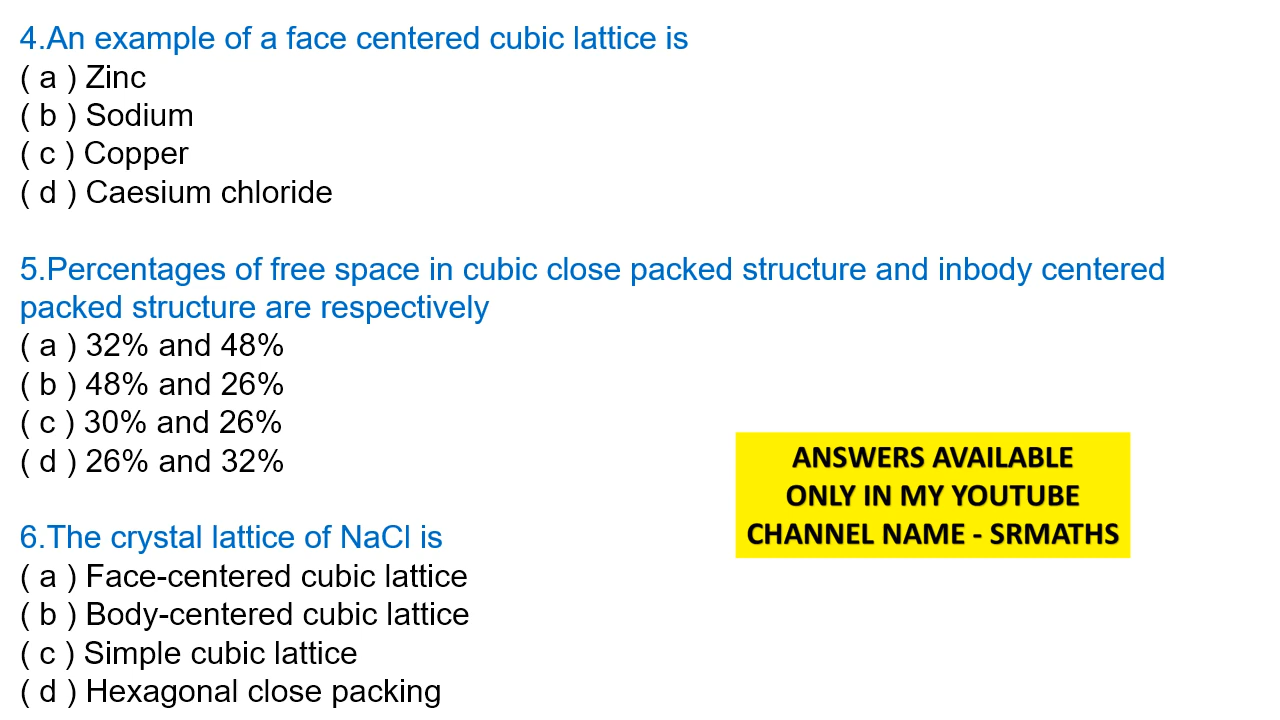 4.An example of a face centered cubic lattice is
( a ) Zinc
( b ) Sodium
( c ) Copper
( d ) Caesium chloride
5.Percentages of free space in cubic close packed structure and inbody centered
packed structure are respectively
( a ) 32% and 48%
( b ) 48% and 26%
( c ) 30% and 26%
( d ) 26% and 32%
6.The crystal lattice of NaCl is
( a ) Face-centered cubic lattice
( b ) Body-centered cubic lattice
( c ) Simple cubic lattice
( d ) Hexagonal close packing
ANSWERS AVAILABLE
ONLY IN MY YOUTUBE
CHANNEL NAME - SRMATHS